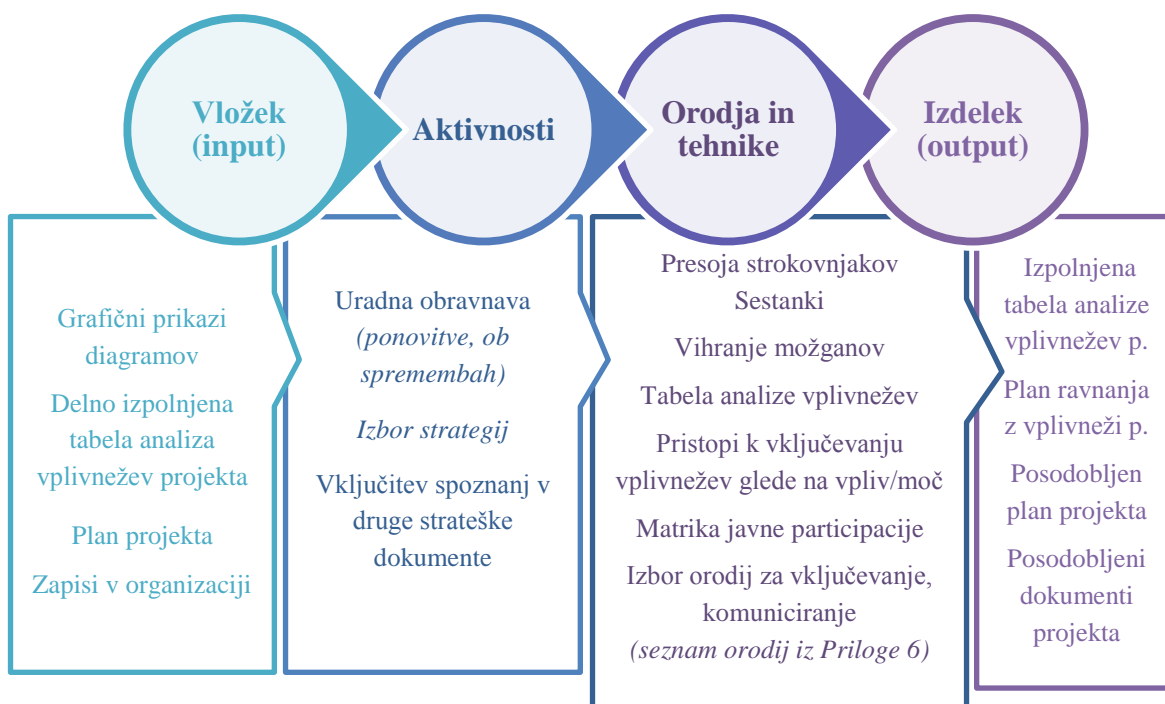 Vložek
(input)
Aktivnosti
Orodja in
tehnike
Izdelek
(output)
Grafični prikazi
diagramov
Delno izpolnjena
tabela analiza
vplivnežev projekta
Plan projekta
Zapisi v organizaciji
Uradna obravnava
(ponovitve, ob
spremembah)
Izbor strategij
Vključitev spoznanj v
druge strateške
dokumente
Presoja strokovnjakov
Sestanki
Vihranje možganov
Tabela analize vplivnežev
Pristopi k vključevanju
vplivnežev glede na vpliv/moč
Matrika javne participacije
Izbor orodij za vključevanje,
komuniciranje
(seznam orodij iz Priloge 6)
Izpolnjena
tabela analize
vplivnežev p.
Plan ravnanja
z vplivneži p.
Posodobljen
plan projekta
Posodobljeni
dokumenti
projekta